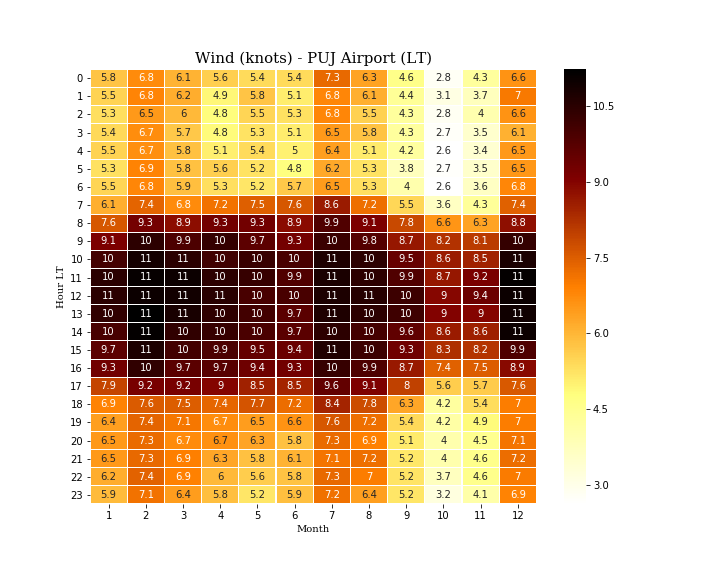 Wind (knots) - PUJ Airport (LT)
0 5.8 6.8 6.1 5.6 5.4 5.4 7.3 6.3 4.6 2.8 4.3 6.6
1 5.5 6.8 6.2 4.9 5.8 5.1 6.8 6.1 4.4 3.1 3.7 7
2 5.3 6.5 6 4.8 5.5 5.3 6.8 5.5 4.3 2.8 4 6.6
3 5.4 6.7 5.7 4.8 5.3 5.1 6.5 5.8 4.3 2.7 3.5 6.1
4 5.5 6.7 5.8 5.1 5.4 5 6.4 5.1 4.2 2.6 3.4 6.5
5 5.3 6.9 5.8 5.6 5.2 4.8 6.2 5.3 3.8 2.7 3.5 6.5
6 5.5 6.8 5.9 5.3 5.2 5.7 6.5 5.3 4 2.6 3.6 6.8
7 6.1 7.4 6.8 7.2 7.5 7.6 8.6 7.2 5.5 3.6 4.3 7.4
8 7.6 9.3 8.9 9.3 9.3 8.9 9.9 9.1 7.8 6.6 6.3 8.8
9 9.1 10 9.9 10 9.7 9.3 10 9.8 8.7 8.2 8.1 10
10 10 11 11 10 10 10 11 10 9.5 8.6 8.5 11
11 10 11 11 10 10 9.9 11 10 9.9 8.7 9.2 11
12 11 11 11 11 10 10 11 11 10 9 9.4 11
13 10 11 10 10 10 9.7 11 10 10 9 9 11
14 10 11 10 10 10 9.7 11 10 9.6 8.6 8.6 11
15 9.7 11 10 9.9 9.5 9.4 11 10 9.3 8.3 8.2 9.9
16 9.3 10 9.7 9.7 9.4 9.3 10 9.9 8.7 7.4 7.5 8.9
17 7.9 9.2 9.2 9 8.5 8.5 9.6 9.1 8 5.6 5.7 7.6
18 6.9 7.6 7.5 7.4 7.7 7.2 8.4 7.8 6.3 4.2 5.4 7
19 6.4 7.4 7.1 6.7 6.5 6.6 7.6 7.2 5.4 4.2 4.9 7
20 6.5 7.3 6.7 6.7 6.3 5.8 7.3 6.9 5.1 4 4.5 7.1
21 6.5 7.3 6.9 6.3 5.8 6.1 7.1 7.2 5.2 4 4.6 7.2
22 6.2 7.4 6.9 6 5.6 5.8 7.3 7 5.2 3.7 4.6 7
23 5.9 7.1 6.4 5.8 5.2 5.9 7.2 6.4 5.2 3.2 4.1 6.9
1 2 3 4 5 6 7 8 9 10 11 12
Month
Hour LT
10.5
9.0
7.5
6.0
4.5
3.0